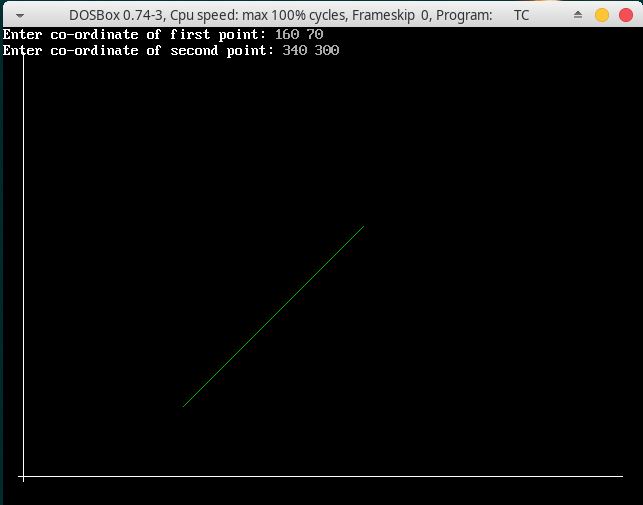 DOSBox 0.74-3, Cpu speed: max 100% cycles, Frameskip 0, Program: TC
Enter co-ordinate of first point: 160 70
Enter co-ordinate of second point: 340 300